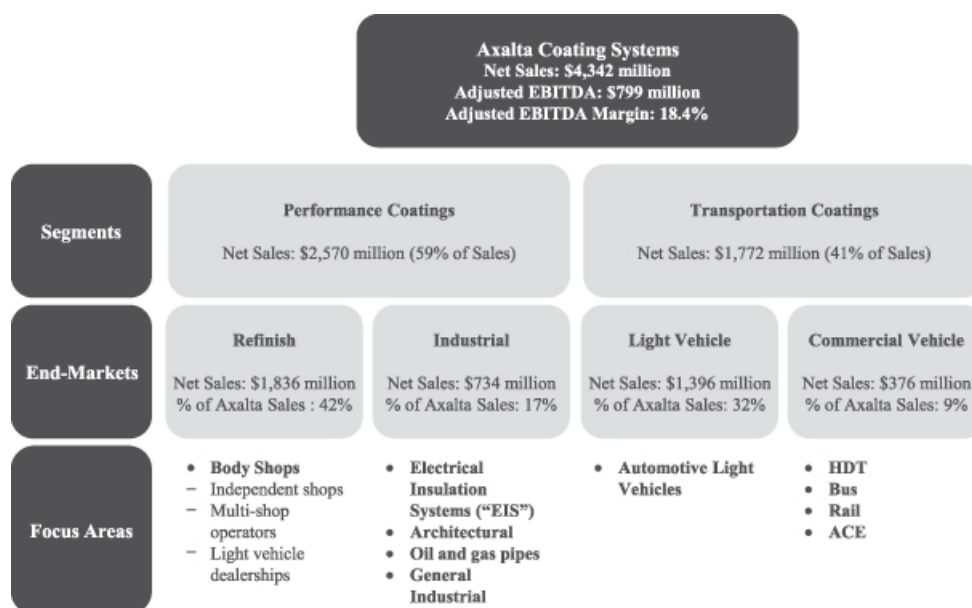 Axalta Coating Systems
Net Sales: $4,342 million
Adjusted EBITDA: $799 million
Adjusted EBITDA Margin: 18.4%
Segments
Performance Coatings
Net Sales: $2,570 million (59% of Sales)
Transportation Coatings
Net Sales: $1,772 million (41% of Sales)
End-Markets
Refinish
Net Sales: $1,836 million
% of Axalta Sales : 42%
Industrial
Net Sales: $734 million
% of Axalta Sales: 17%
Light Vehicle
Net Sales: $1,396 million
% of Axalta Sales: 32%
Commercial Vehicle
Net Sales: $376 million
% of Axalta Sales: 9%
Focus Areas
• Body Shops
– Independent shops
– Multi-shop
operators
– Light vehicle
dealerships
• Electrical
Insulation
Systems (“EIS”)
• Architectural
• Oil and gas pipes
• General
Industrial
• Automotive Light
Vehicles
• HDT
• Bus
• Rail
• ACE